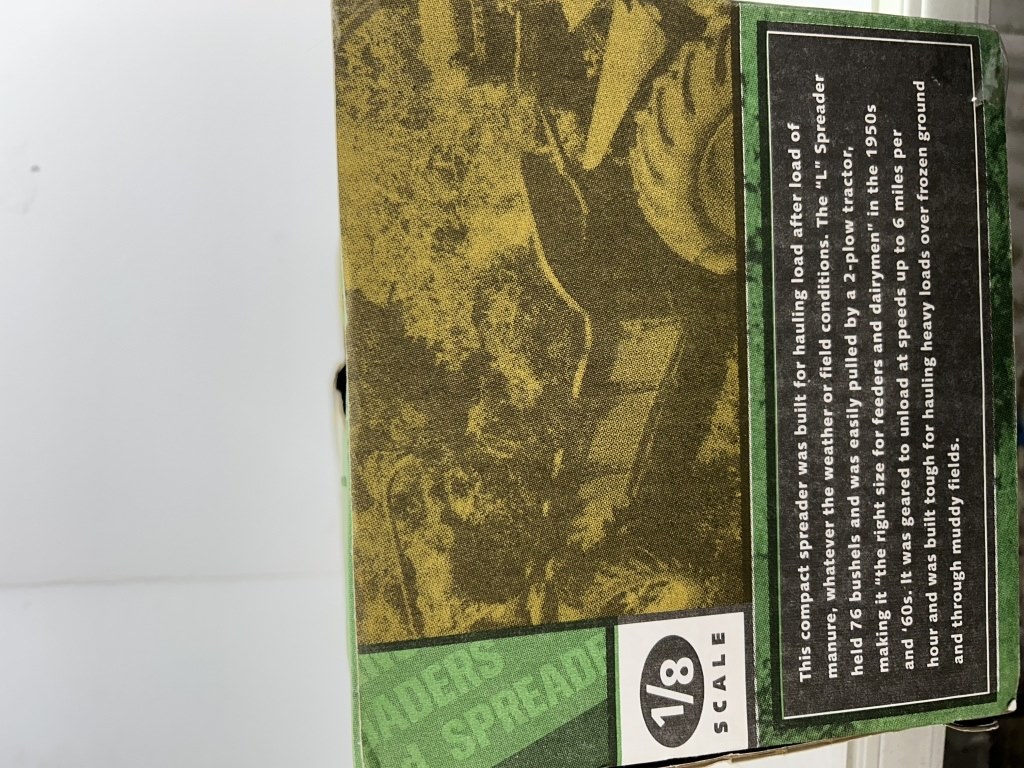 ADERS
d SPREAD
1/8
SCALE
This compact spreader was built for hauling load after load of
manure, whatever the weather or field conditions. The "L" Spreader
held 76 bushels and was easily pulled by a 2-plow tractor,
making it "the right size for feeders and dairymen" in the 1950s
and '60s. It was geared to unload at speeds up to 6 miles per
hour and was built tough for hauling heavy loads over frozen ground
and through muddy fields.